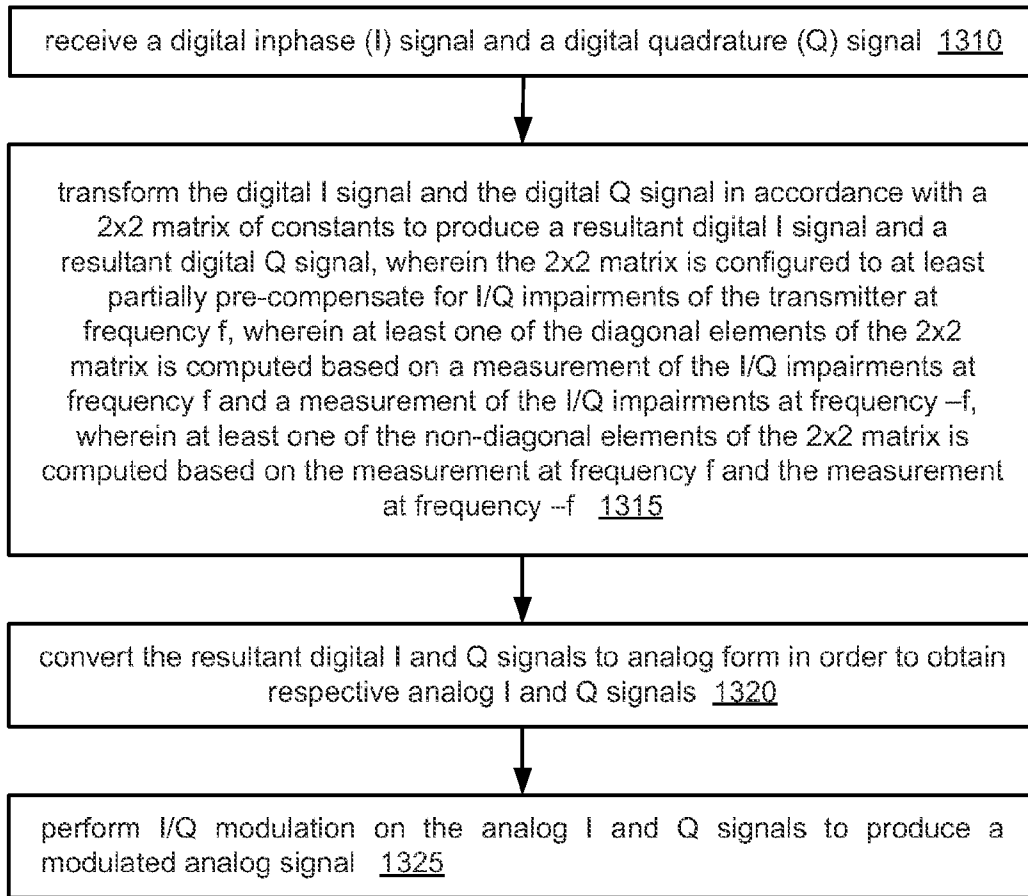 receive a digital inphase (I) signal and a digital quadrature (Q) signal 1310
transform the digital I signal and the digital Q signal in accordance with a
2x2 matrix of constants to produce a resultant digital I signal and a
resultant digital Q signal, wherein the 2x2 matrix is configured to at least
partially pre-compensate for I/Q impairments of the transmitter at
frequency f, wherein at least one of the diagonal elements of the 2x2
matrix is computed based on a measurement of the I/Q impairments at
frequency f and a measurement of the I/Q impairments at frequency –f,
wherein at least one of the non-diagonal elements of the 2x2 matrix is
computed based on the measurement at frequency f and the measurement
at frequency –f 1315
convert the resultant digital I and Q signals to analog form in order to obtain
respective analog I and Q signals 1320
perform I/Q modulation on the analog I and Q signals to produce a
modulated analog signal 1325